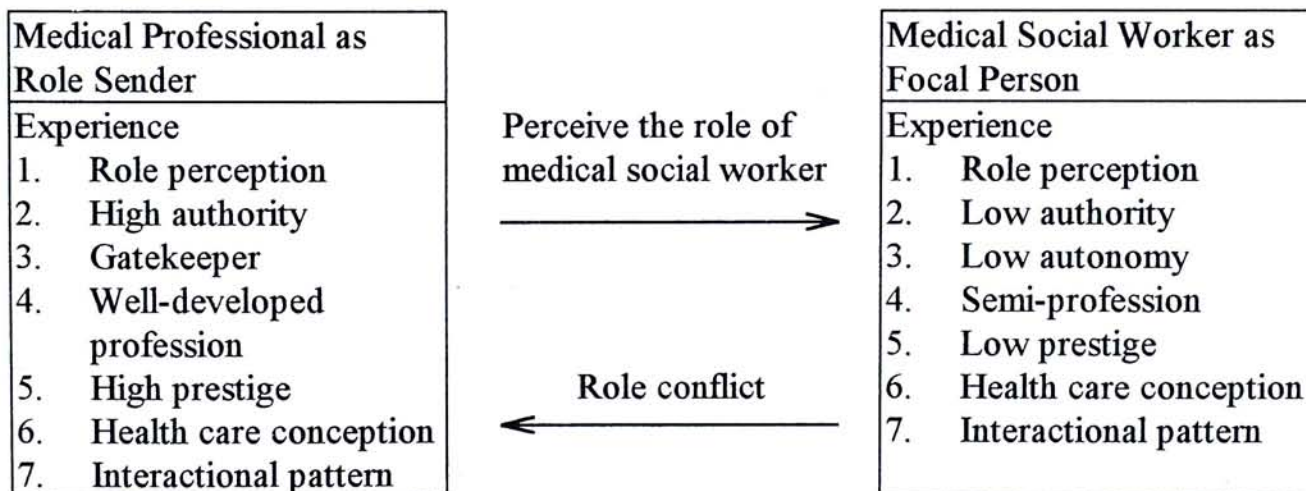 Medical Professional as
Role Sender
Experience
1. Role perception
2. High authority
3. Gatekeeper
4. Well-developed
profession
5. High prestige
6. Health care conception
7. Interactional pattern
Perceive the role of
medical social worker
Role conflict
Medical Social Worker as
Focal Person
Experience
1. Role perception
2. Low authority
3. Low autonomy
4. Semi-profession
5. Low prestige
6. Health care conception
7. Interactional pattern